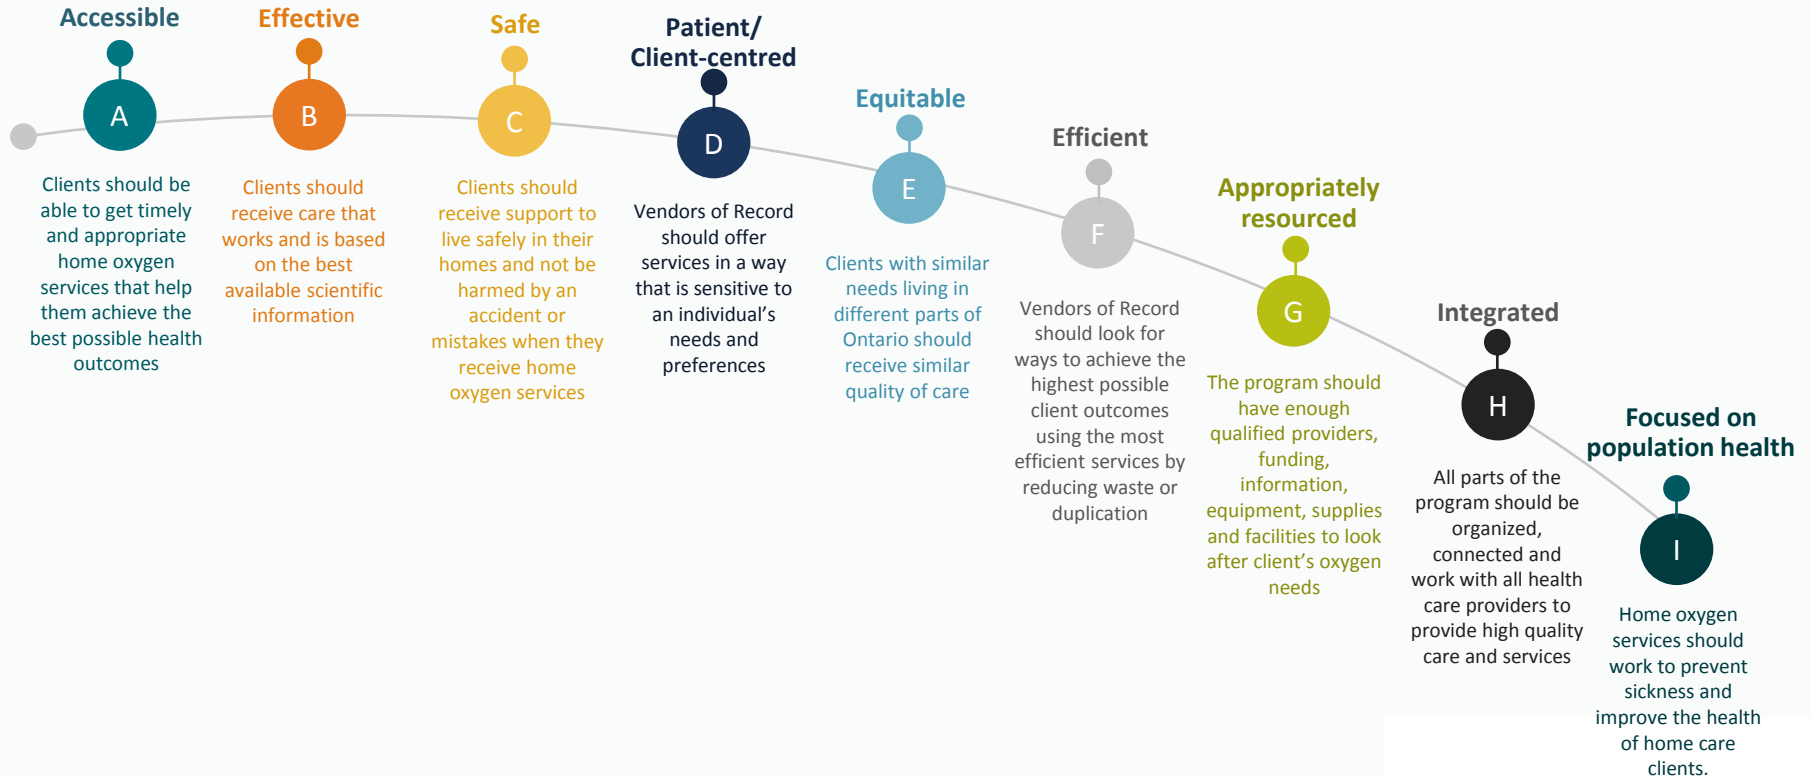 Accessible
A
Clients should be
able to get timely
and appropriate
home oxygen
services that help
them achieve the
best possible health
outcomes
Effective
B
Clients should
receive care that
works and is based
on the best
available scientific
information
Safe
C
Clients should
receive support to
live safely in their
homes and not be
harmed by an
accident or
mistakes when they
receive home
oxygen services
Patient/
Client-centred
D
Vendors of Record
should offer
services in a way
that is sensitive to
an individual’s
needs and
preferences
Equitable
E
Clients with similar
needs living in
different parts of
Ontario should
receive similar
quality of care
Efficient
F
Vendors of Record
should look for
ways to achieve the
highest possible
client outcomes
using the most
efficient services by
reducing waste or
duplication
Appropriately
resourced
G
The program should
have enough
qualified providers,
funding,
information,
equipment, supplies
and facilities to look
after client’s oxygen
needs
Integrated
H
All parts of the
program should be
organized,
connected and
work with all health
care providers to
provide high quality
care and services
Focused on
population health
I
Home oxygen
services should
work to prevent
sickness and
improve the health
of home care
clients.